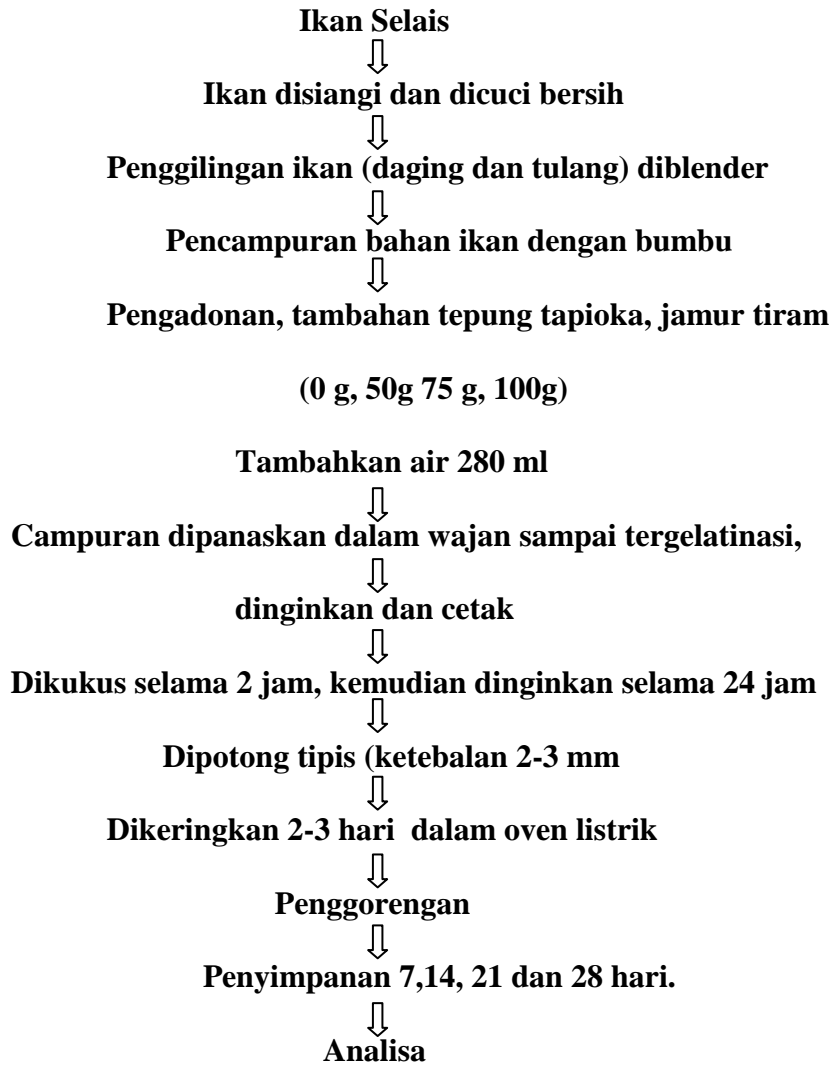 Ikan Selais
Ikan disiangi dan dicuci bersih
Penggilingan ikan (daging dan tulang) diblender
Pencampuran bahan ikan dengan bumbu
Pengadonan, tambahan tepung tapioka, jamur tiram
(0 g, 50g 75 g, 100g)
Tambahkan air 280 ml
Campuran dipanaskan dalam wajan sampai tergelatinasi,
dinginkan dan cetak
Dikukus selama 2 jam, kemudian dinginkan selama 24 jam
Dipotong tipis (ketebalan 2-3 mm
Dikeringkan 2-3 hari  dalam oven listrik
Penggorengan
Penyimpanan 7,14, 21 dan 28 hari.
Analisa